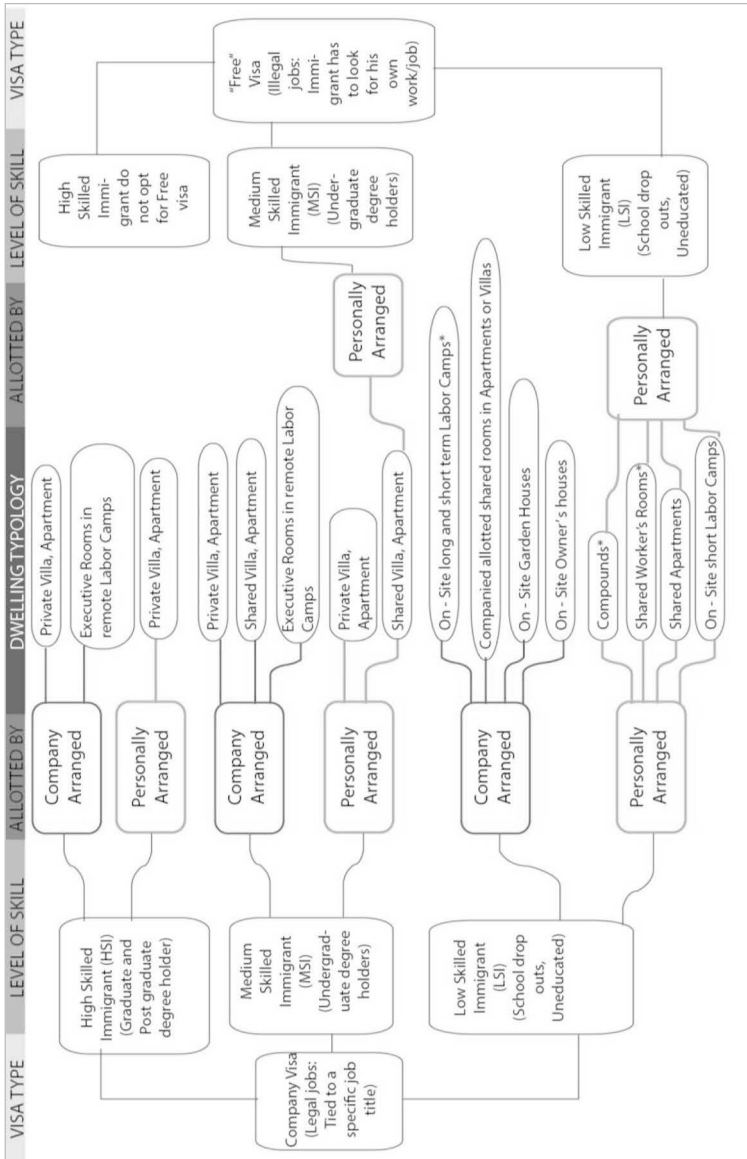 VISA TYPE
LEVEL OF SKILL
ALLOTTED BY
DWELLING TYPOLOGY
ALLOTTED BY
LEVEL OF SKILL
VISA TYPE
Company Visa
(Legal jobs:
Tied to a
specific job
title)
High Skilled
Immigrant (HSI)
(Graduate and
Post graduate
degree holder)
Medium
Skilled
Immigrant
(MSI)
(Undergrad-
uate degree
holders)
Low Skilled
Immigrant
(LSI)
(School drop
outs,
Uneducated)
Company
Arranged
Personally
Arranged
Company
Arranged
Personally
Arranged
Company
Arranged
Personally
Arranged
Private Villa, Apartment
Executive Rooms in
remote Labor Camps
Private Villa, Apartment
Private Villa, Apartment
Shared Villa, Apartment
Executive Rooms in remote Labor
Camps
Private Villa,
Apartment
Shared Villa, Apartment
On - Site long and short term Labor Camps*
Companied allotted shared rooms in Apartments or Villas
On - Site Garden Houses
On - Site Owner's houses
Compounds*
Shared Worker's Rooms*
Shared Apartments
On - Site short Labor Camps
Personally
Arranged
Personally
Arranged
High
Skilled
Immi-
grant do
not opt
for Free
visa
Medium
Skilled
Immigrant
(MSI)
(Under-
graduate
degree
holders)
Low Skilled
Immigrant
(LSI)
(School drop
outs,
Uneducated)
"Free"
Visa
(Illegal
jobs:
Immi-
grant has
to look
for his
own
work/job)